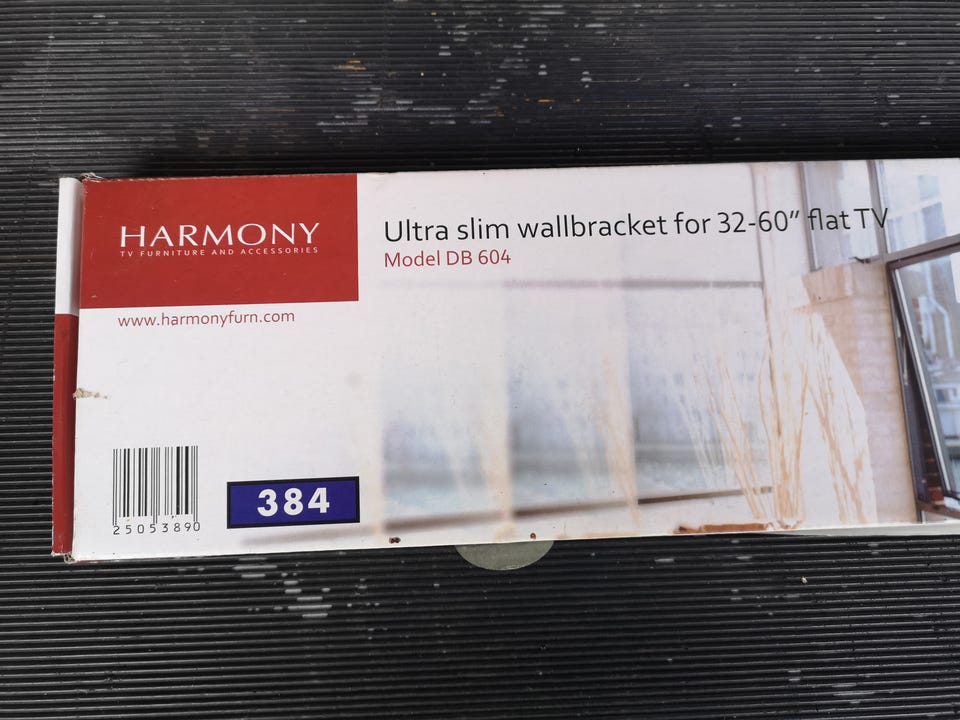 HARMONY
TV FURNITURE AND ACCESSORIES
www.harmonyfurn.com
Ultra slim wallbracket for 32-60” flat TV
Model DB 604
25053890
384